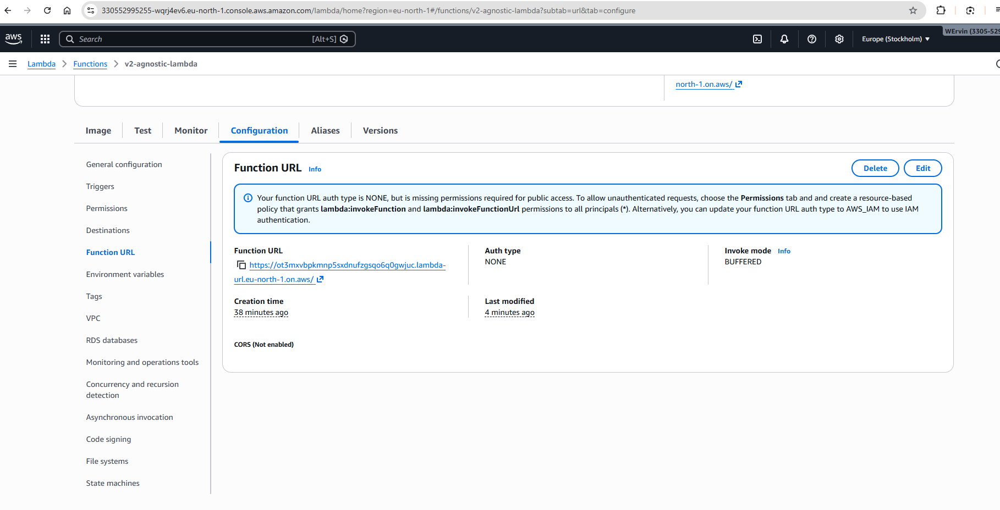 330552995255-wqrj4ev6.eu-north-1.console.aws.amazon.com/lambda/home?region=eu-north-1#/functions/v2-agnostic-lambda?subtab=url&tab=configure
aws
Search
[Alt+S]
Europe (Stockholm)
WErvin (3305-529
Lambda
Functions
v2-agnostic-lambda
north-1.on.aws/
Image
Test
Monitor
Configuration
Aliases
Versions
General configuration
Triggers
Permissions
Destinations
Function URL
Environment variables
Tags
VPC
RDS databases
Monitoring and operations tools
Concurrency and recursion
detection
Asynchronous invocation
Code signing
File systems
State machines
Function URL Info
Delete
Edit
Your function URL auth type is NONE, but is missing permissions required for public access. To allow unauthenticated requests, choose the Permissions tab and and create a resource-based
policy that grants lambda:invokeFunction and lambda:invokeFunctionUrl permissions to all principals (*). Alternatively, you can update your function URL auth type to AWS_IAM to use IAM
authentication.
Function URL
https://ot3mxvbpkmnp5sxdnufzgsqo6q0gwjuc.lambda-
url.eu-north-1.on.aws/
Auth type
NONE
Invoke mode Info
BUFFERED
Creation time
38 minutes ago
Last modified
4 minutes ago
CORS (Not enabled)